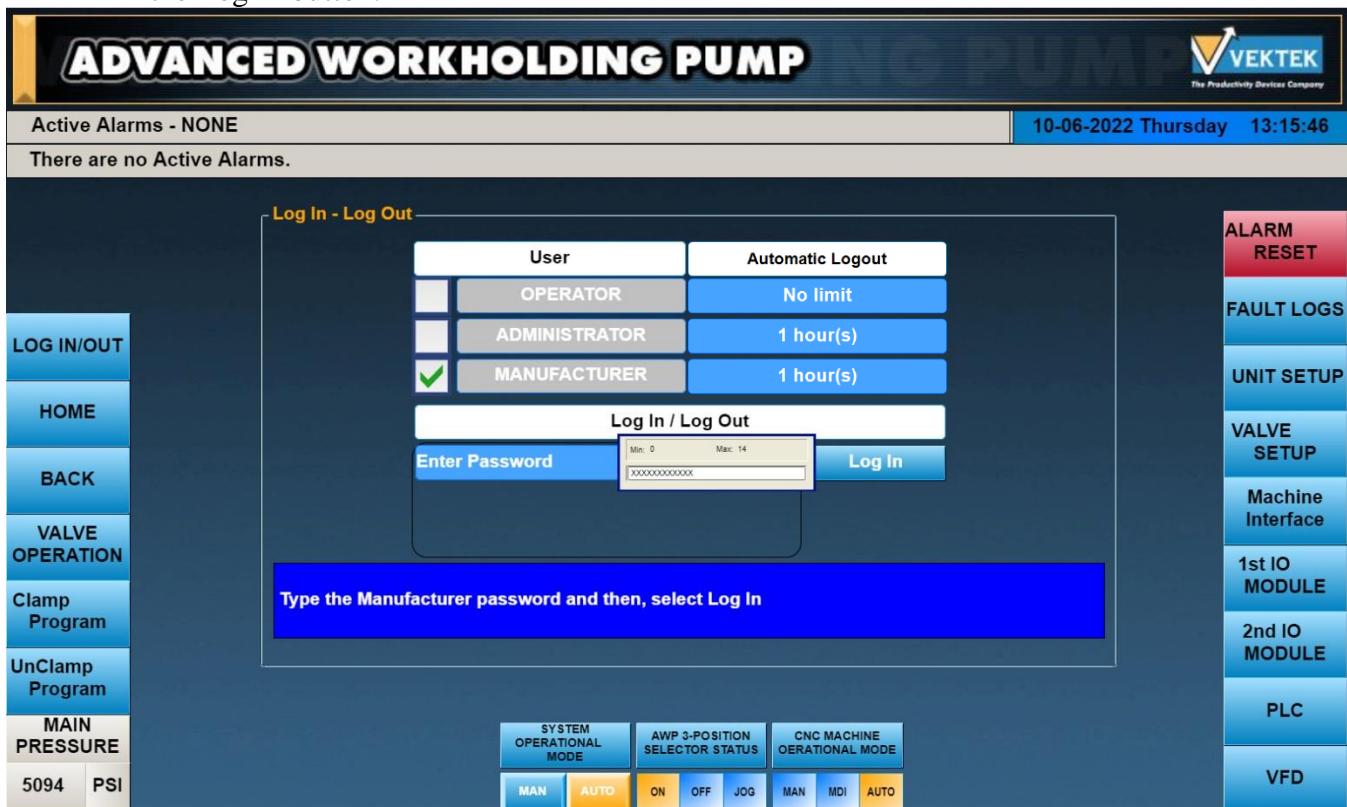 ADVANCED WORKHOLDING PUMP
VEKTEK
The Productivity Devices Company
Active Alarms - NONE
10-06-2022 Thursday 13:15:46
There are no Active Alarms.
Log In - Log Out
User
Automatic Logout
OPERATOR
No limit
ADMINISTRATOR
1 hour(s)
MANUFACTURER
1 hour(s)
Log In / Log Out
Enter Password
Min: 0
Max: 14
XXXXXXXXXXXX
Log In
Type the Manufacturer password and then, select Log In
LOG IN/OUT
HOME
BACK
VALVE
OPERATION
Clamp
Program
UnClamp
Program
MAIN
PRESSURE
5094 PSI
ALARM
RESET
FAULT LOGS
UNIT SETUP
VALVE
SETUP
Machine
Interface
1st IO
MODULE
2nd IO
MODULE
PLC
VFD
SYSTEM
OPERATIONAL
MODE
MAN AUTO
AWP 3-POSITION
SELECTOR STATUS
ON OFF JOG
CNC MACHINE
OERATIONAL MODE
MAN MDI AUTO